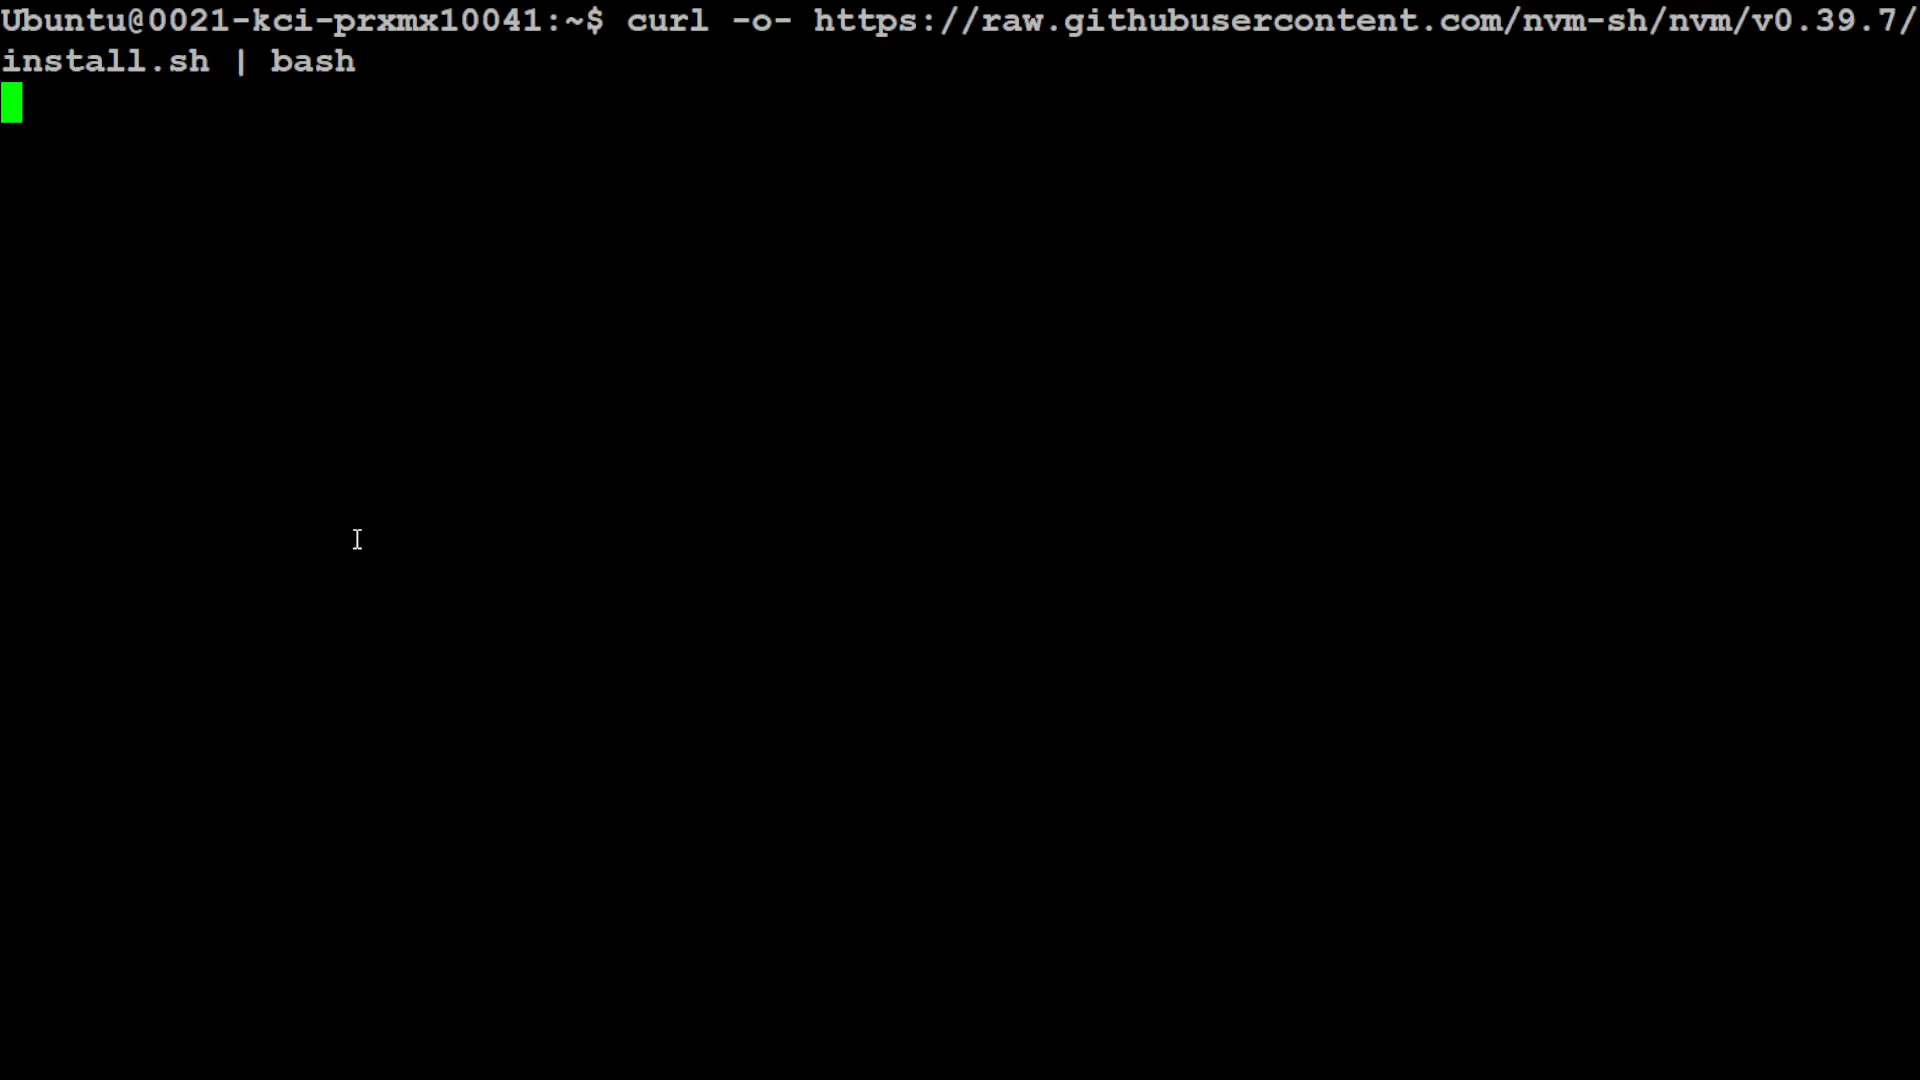 Ubuntu@0021-kci-prxmx10041:~$ curl -o- https://raw.githubusercontent.com/nvm-sh/nvm/v0.39.7/
install.sh | bash